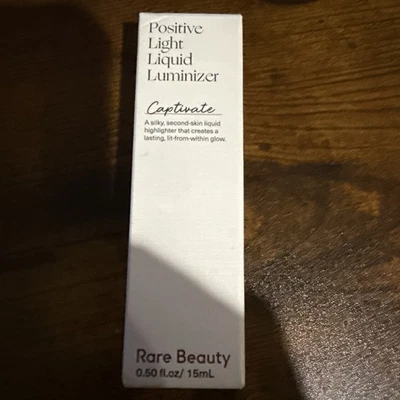 Positive
Light
Liquid
Luminizer
Captivate
A silky, second-skin liquid
highlighter that creates a
lasting, lit-from-within glow.
Rare Beauty
0.50 fl.oz/ 15mL